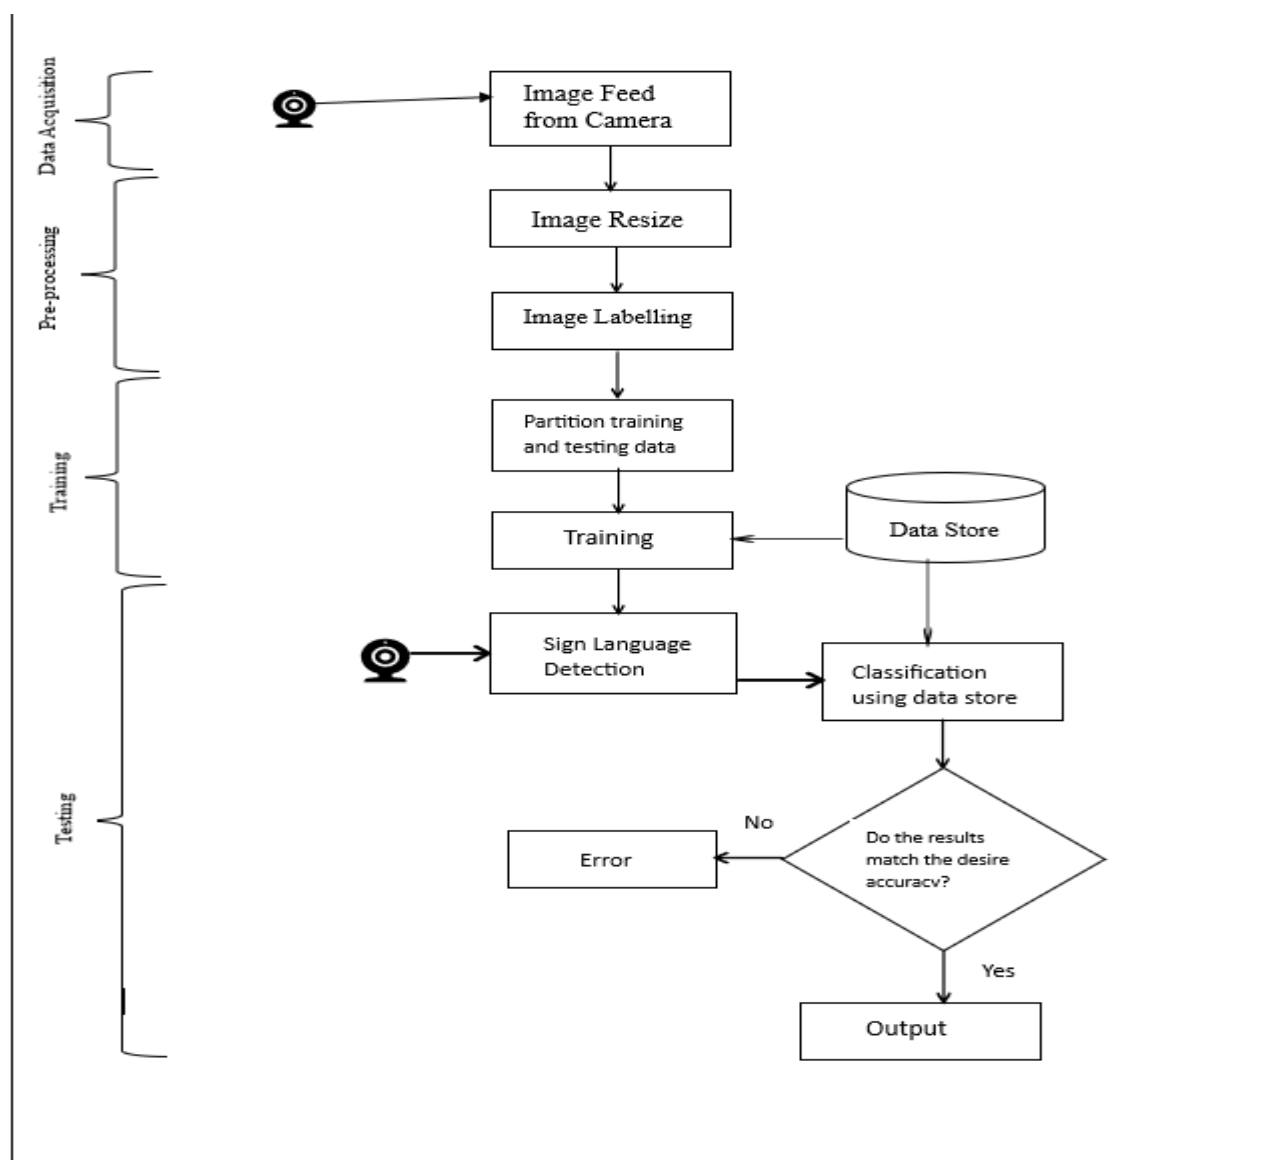 Data Acquisition
Image Feed
from Camera
Pre-processing
Image Resize
Image Labelling
Training
Partition training
and testing data
Training
Data Store
Testing
Sign Language
Detection
Classification
using data store
Do the results
match the desire
accuracy?
No
Error
Yes
Output